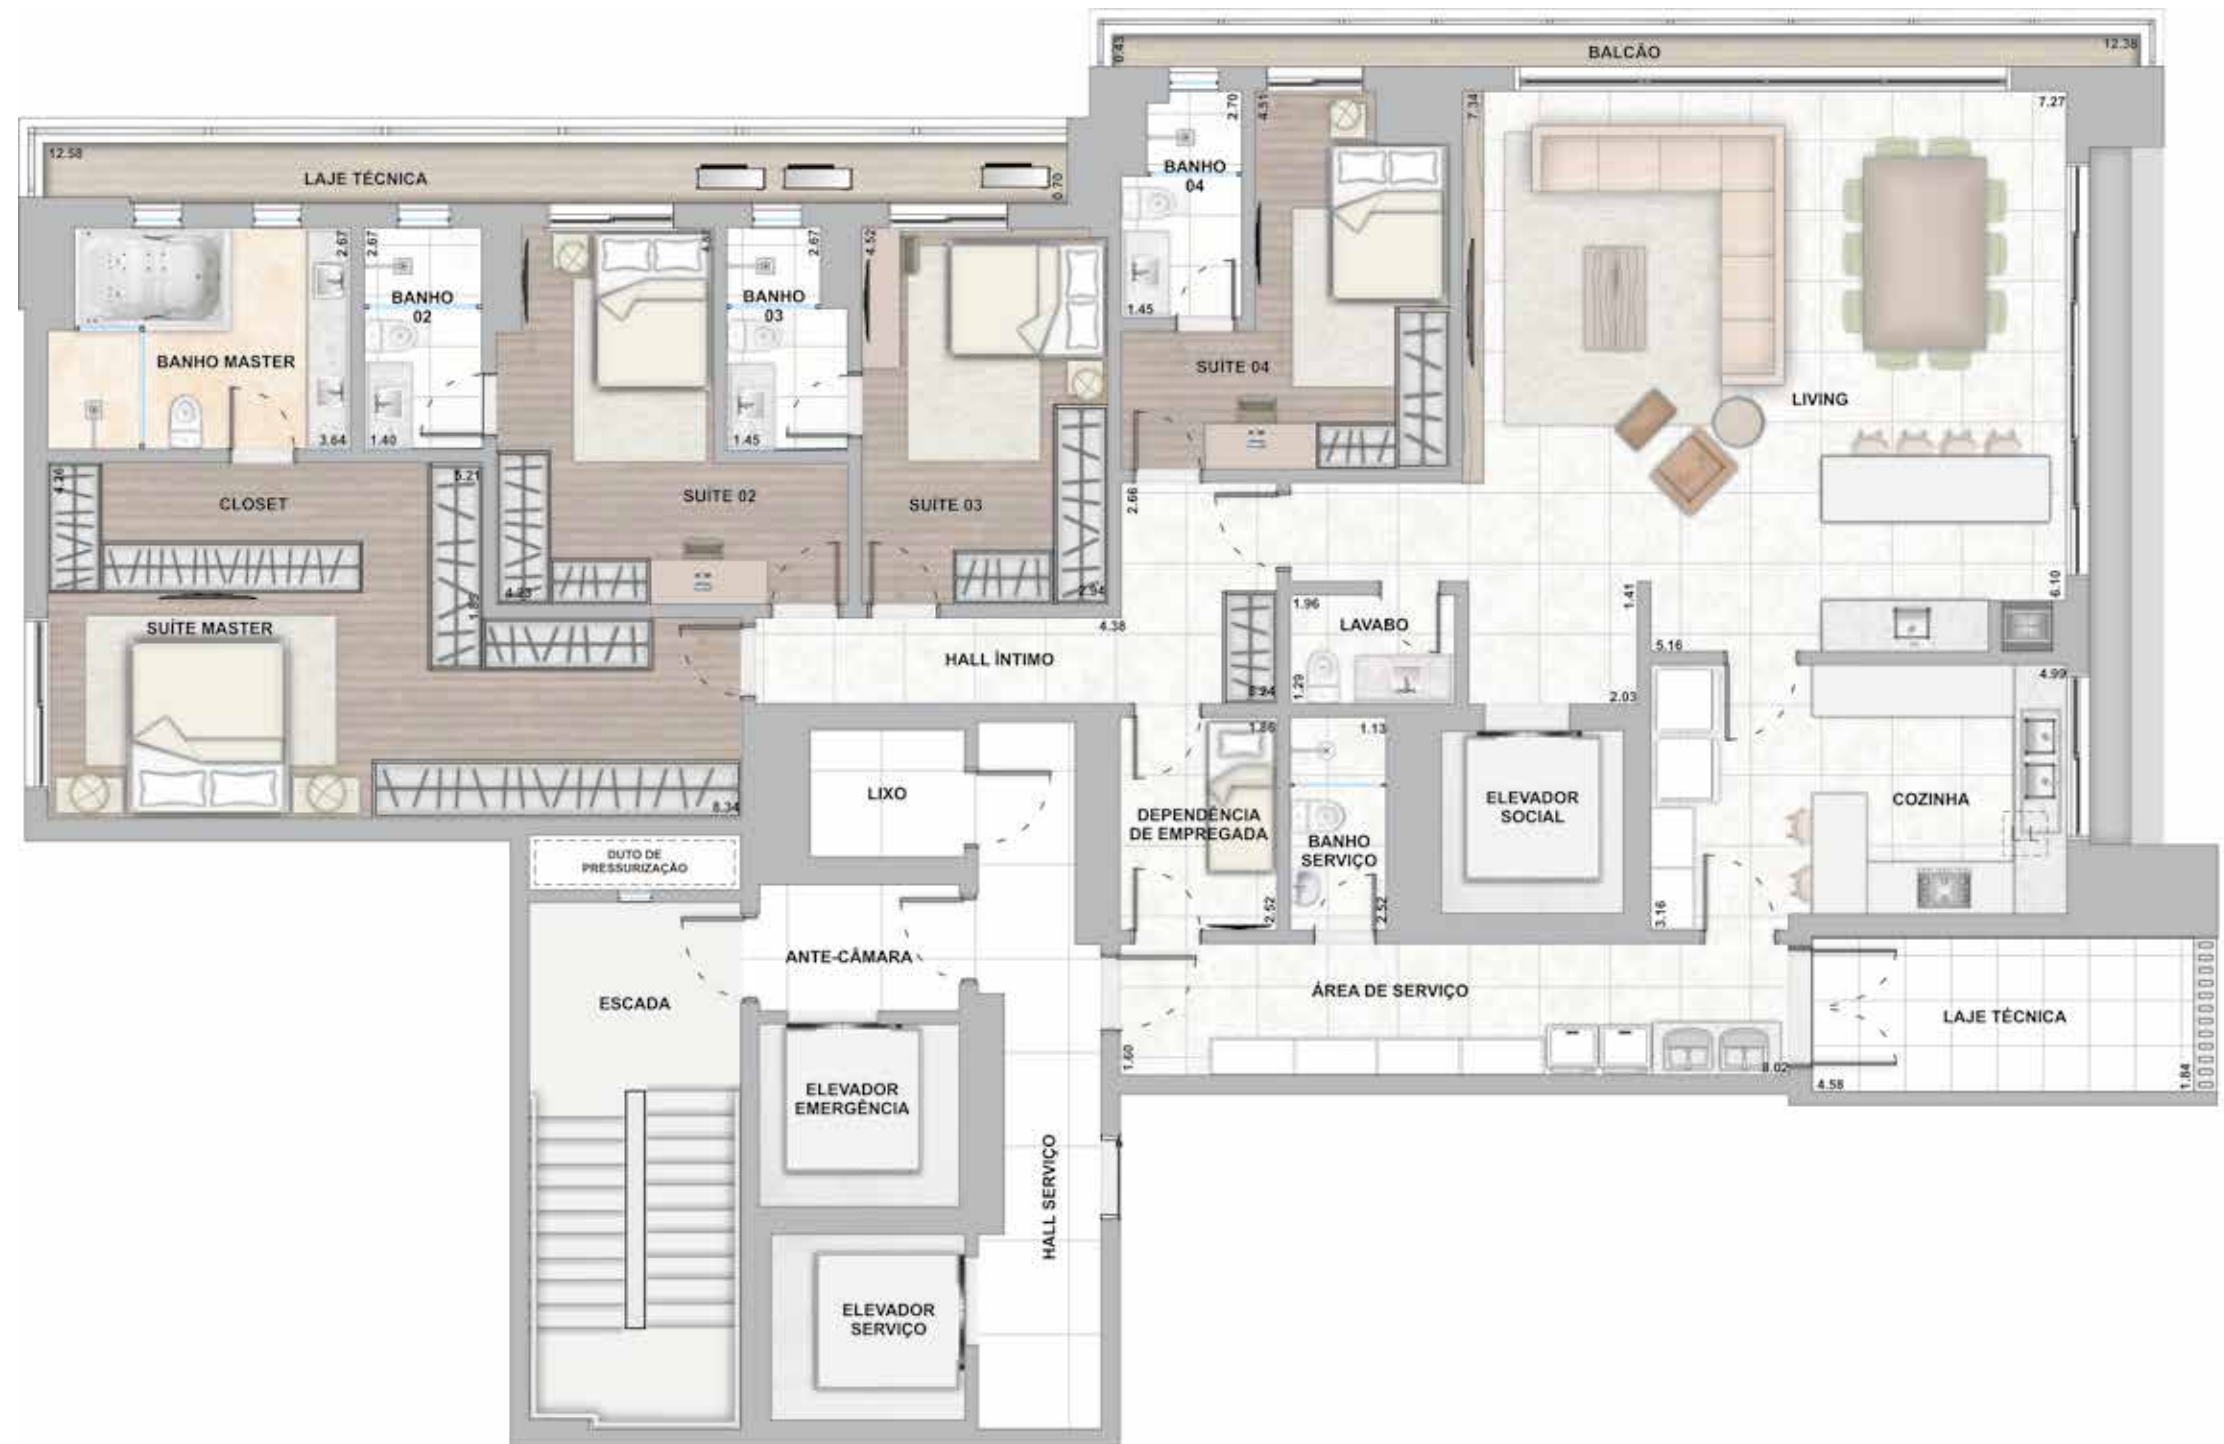 0.43
BALCÃO
12.38
12.58
LAJE TÉCNICA
0.70
2.70
4.51
7.34
7.27
BANHO
04
1.45
2.67
2.67
2.67
4.52
BANHO
02
BANHO
03
BANHO MASTER
SUÍTE 04
LIVING
3.64
1.40
1.45
4.26
5.21
CLOSET
SUÍTE 02
SUÍTE 03
2.66
4.23
2.94
1.96
1.41
6.10
SUÍTE MASTER
4.38
LAVABO
5.16
HALL ÍNTIMO
1.29
2.03
4.99
1.86
1.13
LIXO
8.34
ELEVADOR
SOCIAL
COZINHA
DEPENDÊNCIA
DE EMPREGADA
BANHO
SERVIÇO
DUTO DE
PRESSURIZAÇÃO
2.52
2.52
3.16
ANTE-CÂMARA
ESCADA
ÁREA DE SERVIÇO
LAJE TÉCNICA
1.60
8.02
4.58
1.84
ELEVADOR
EMERGÊNCIA
HALL SERVIÇO
ELEVADOR
SERVIÇO